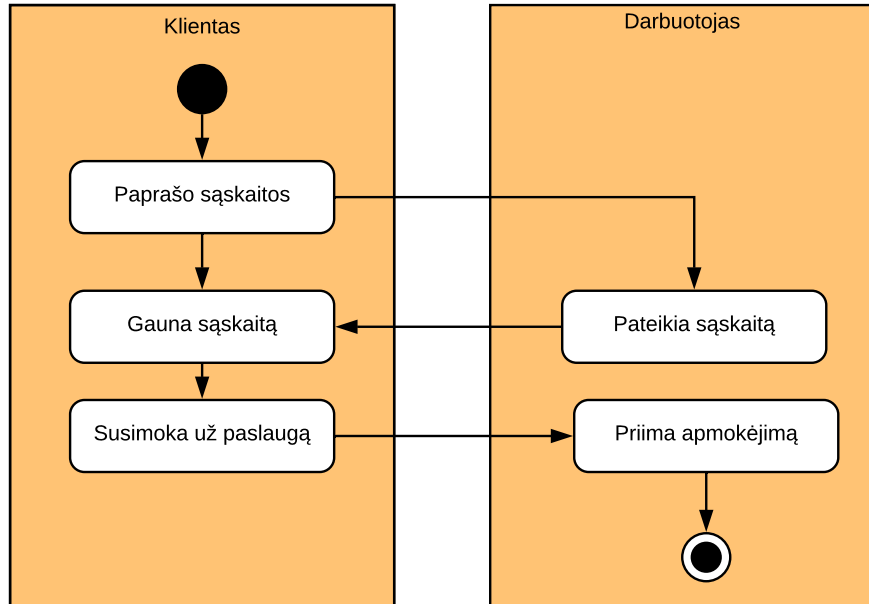 Klientas
Darbuotojas
Paprašo sąskaitos
Gauna sąskaitą
Pateikia sąskaitą
Susimoka už paslaugą
Priima apmokėjimą